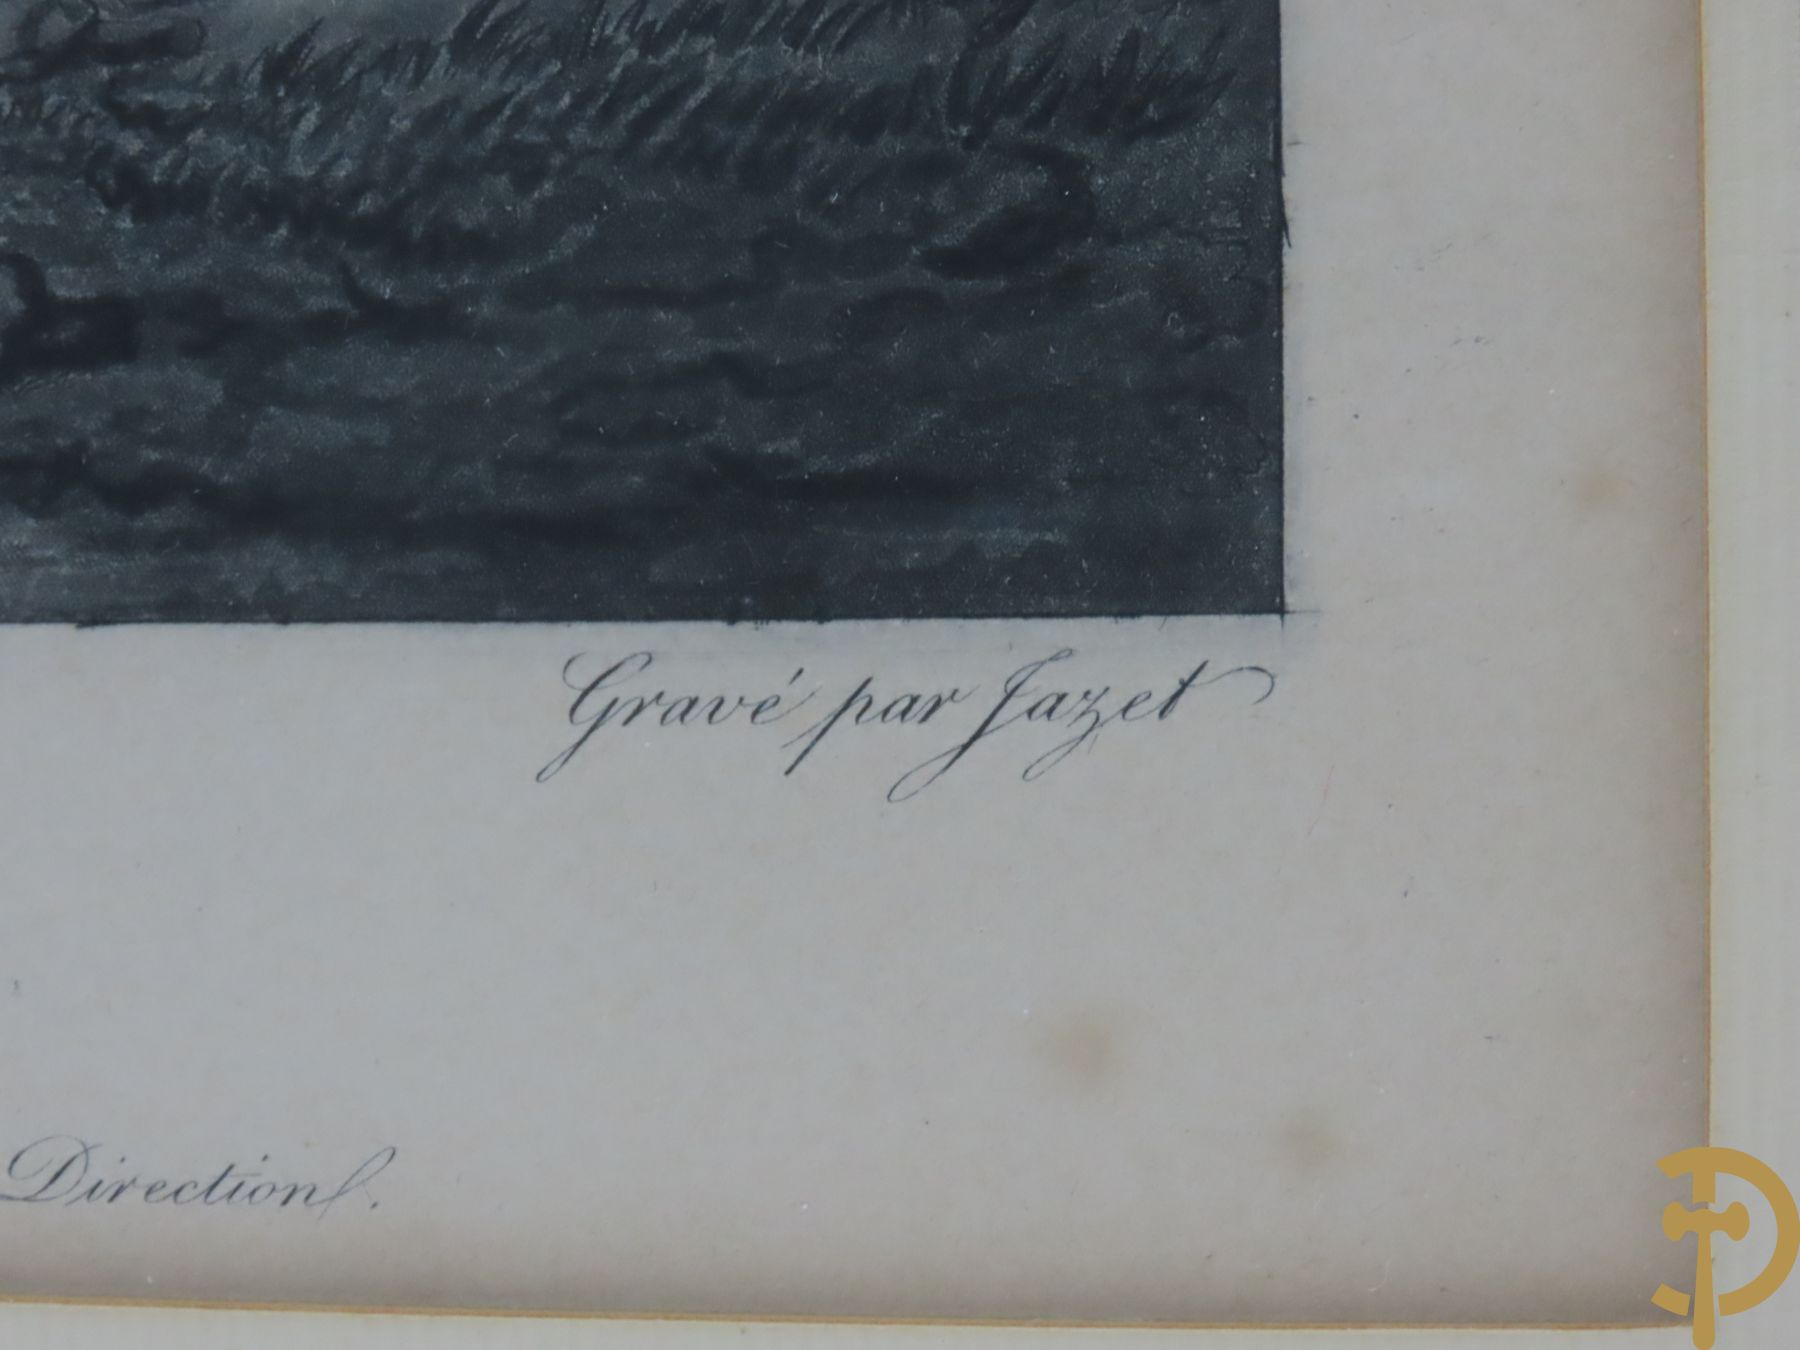 Gravé par Jazet
Direction.